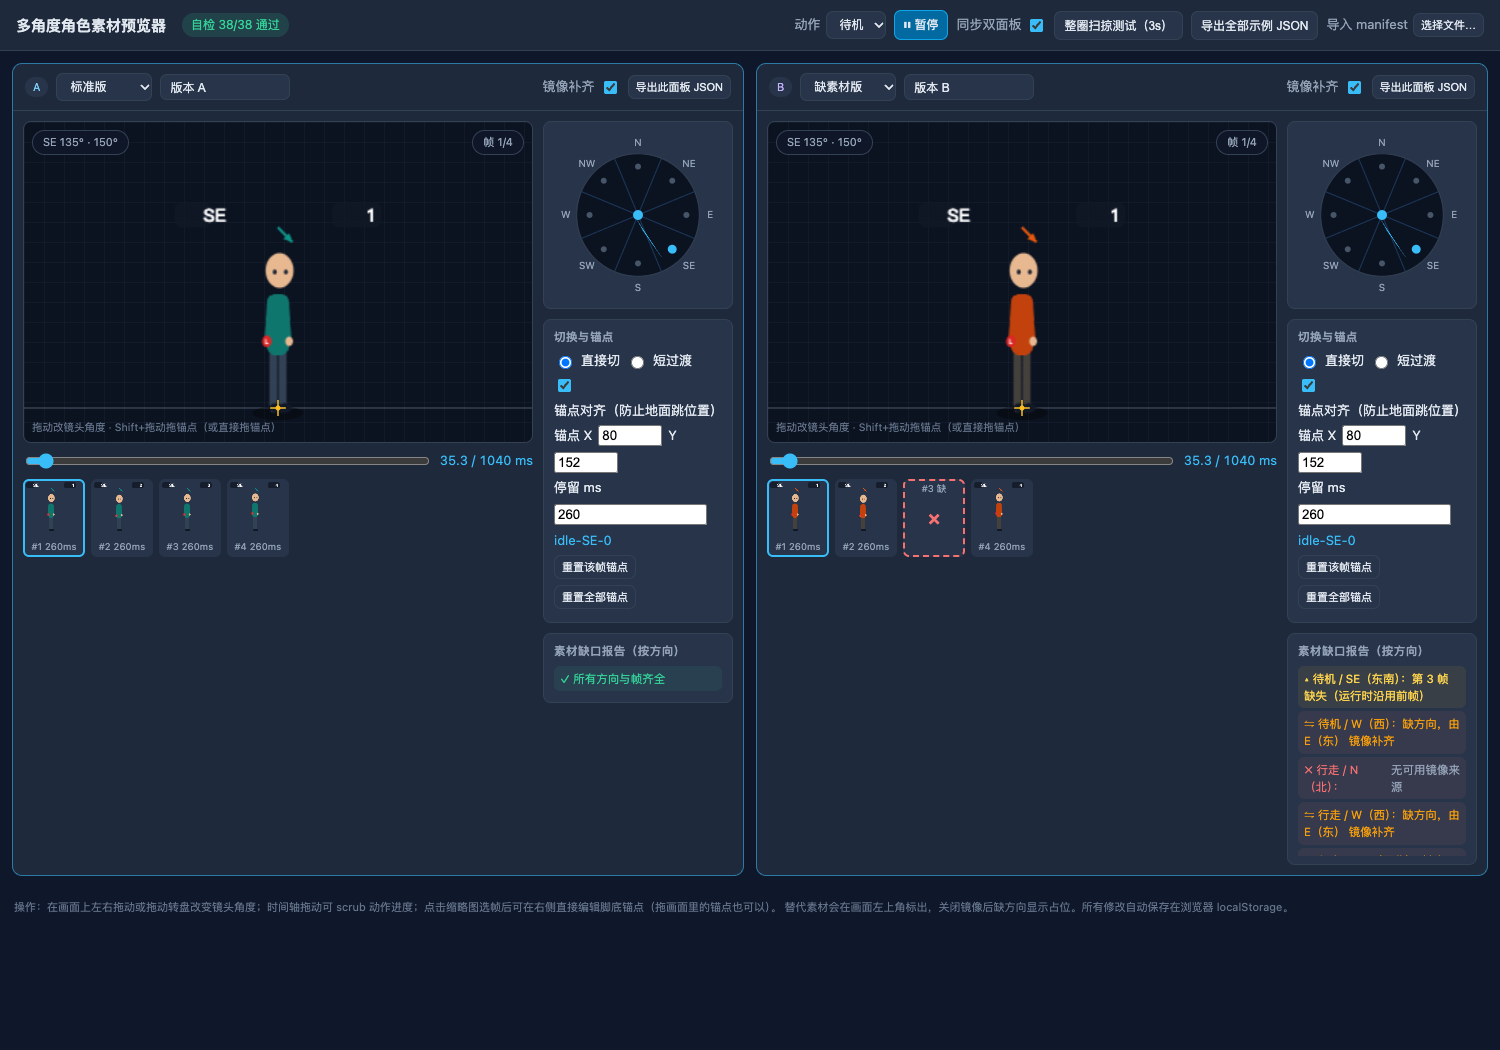 多角度角色素材预览器
自检 38/38 通过
动作 待机 暂停 同步双面板 整圈扫掠测试（3s） 导出全部示例 JSON 导入 manifest 选择文件...
A 标准版 版本 A 镜像补齐 导出此面板 JSON
SE 135° · 150° 帧 1/4
SE 1
拖动改镜头角度 · Shift+拖动拖锚点（或直接拖锚点）
35.3 / 1040 ms
#1 260ms #2 260ms #3 260ms #4 260ms
N
NW NE
W E
SW SE
S
切换与锚点
直接切 短过渡
锚点对齐（防止地面跳位置）
锚点 X 80 Y
152
停留 ms
260
idle-SE-0
重置该帧锚点
重置全部锚点
素材缺口报告（按方向）
✓ 所有方向与帧齐全
B 缺素材版 版本 B 镜像补齐 导出此面板 JSON
SE 135° · 150° 帧 1/4
SE 1
拖动改镜头角度 · Shift+拖动拖锚点（或直接拖锚点）
35.3 / 1040 ms
#3 缺
×
#1 260ms #2 260ms #4 260ms
N
NW NE
W E
SW SE
S
切换与锚点
直接切 短过渡
锚点对齐（防止地面跳位置）
锚点 X 80 Y
152
停留 ms
260
idle-SE-0
重置该帧锚点
重置全部锚点
素材缺口报告（按方向）
▲ 待机 / SE（东南）：第 3 帧
缺失（运行时沿用前帧）
⇋ 待机 / W（西）：缺方向，由
E（东） 镜像补齐
✕ 行走 / N 无可用镜像来
（北）： 源
⇋ 行走 / W（西）：缺方向，由
E（东） 镜像补齐
操作：在画面上左右拖动或拖动转盘改变镜头角度；时间轴拖动可 scrub 动作进度；点击缩略图选帧后可在右侧直接编辑脚底锚点（拖画面里的锚点也可以）。 替代素材会在画面左上角标出，关闭镜像后缺方向显示占位。所有修改自动保存在浏览器 localStorage。